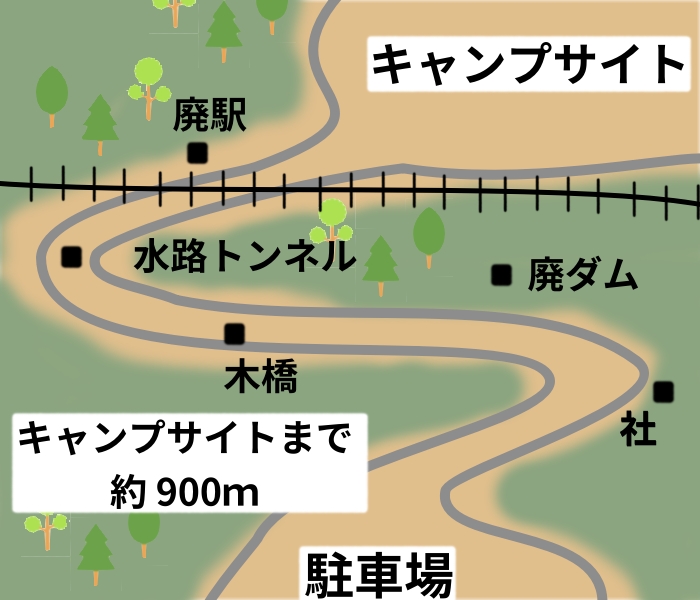 キャンプサイト
廃駅
水路トンネル
廃ダム
木橋
社
キャンプサイトまで
約 900m
駐車場